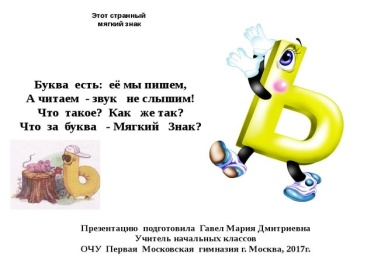 Этот странный
мягкий знак
Буква есть: её мы пишем,
А читаем - звук не слышим!
Что такое? Как же так?
Что за буква - Мягкий Знак?
Презентацию подготовила Гавел Мария Дмитриевна
Учитель начальных классов
ОЧУ Первая Московская гимназия г. Москва, 2017г.